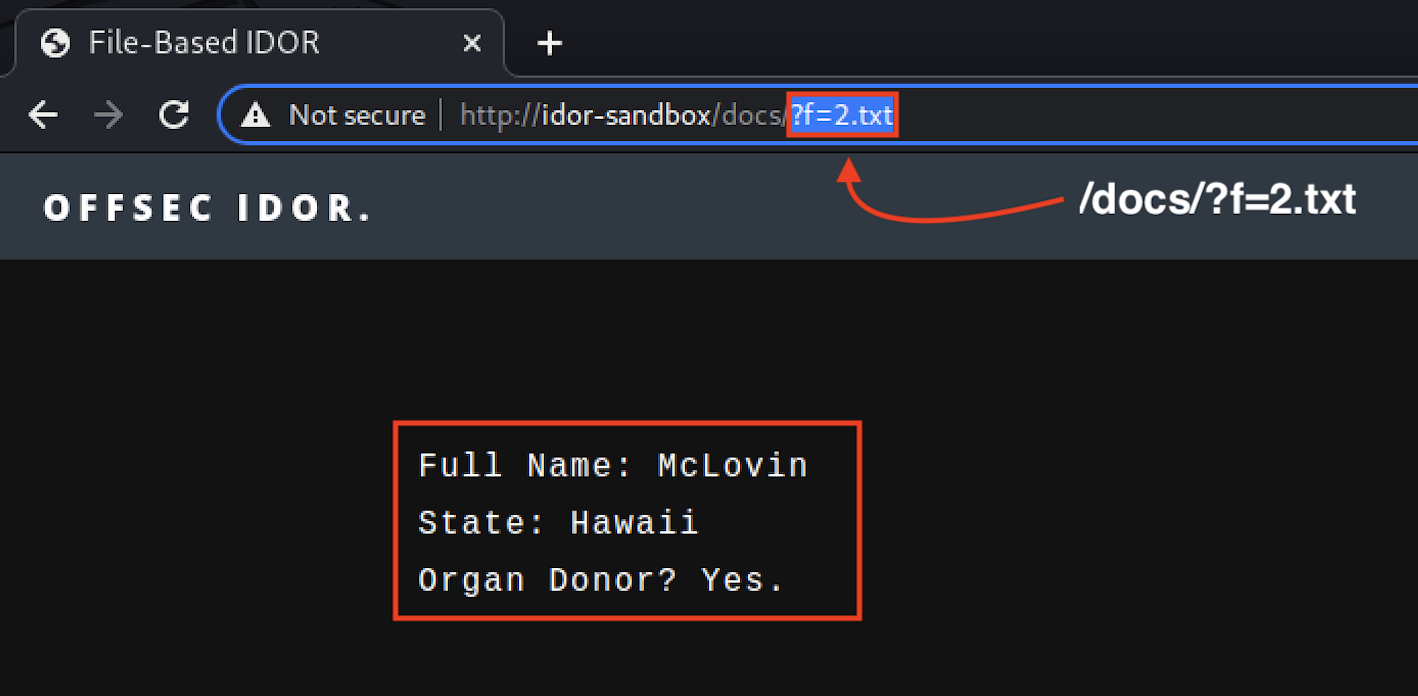 File-Based IDOR
Not secure http://idor-sandbox/docs/?f=2.txt
OFFSEC IDOR.
/docs/?f=2.txt
Full Name: McLovin
State: Hawaii
Organ Donor? Yes.